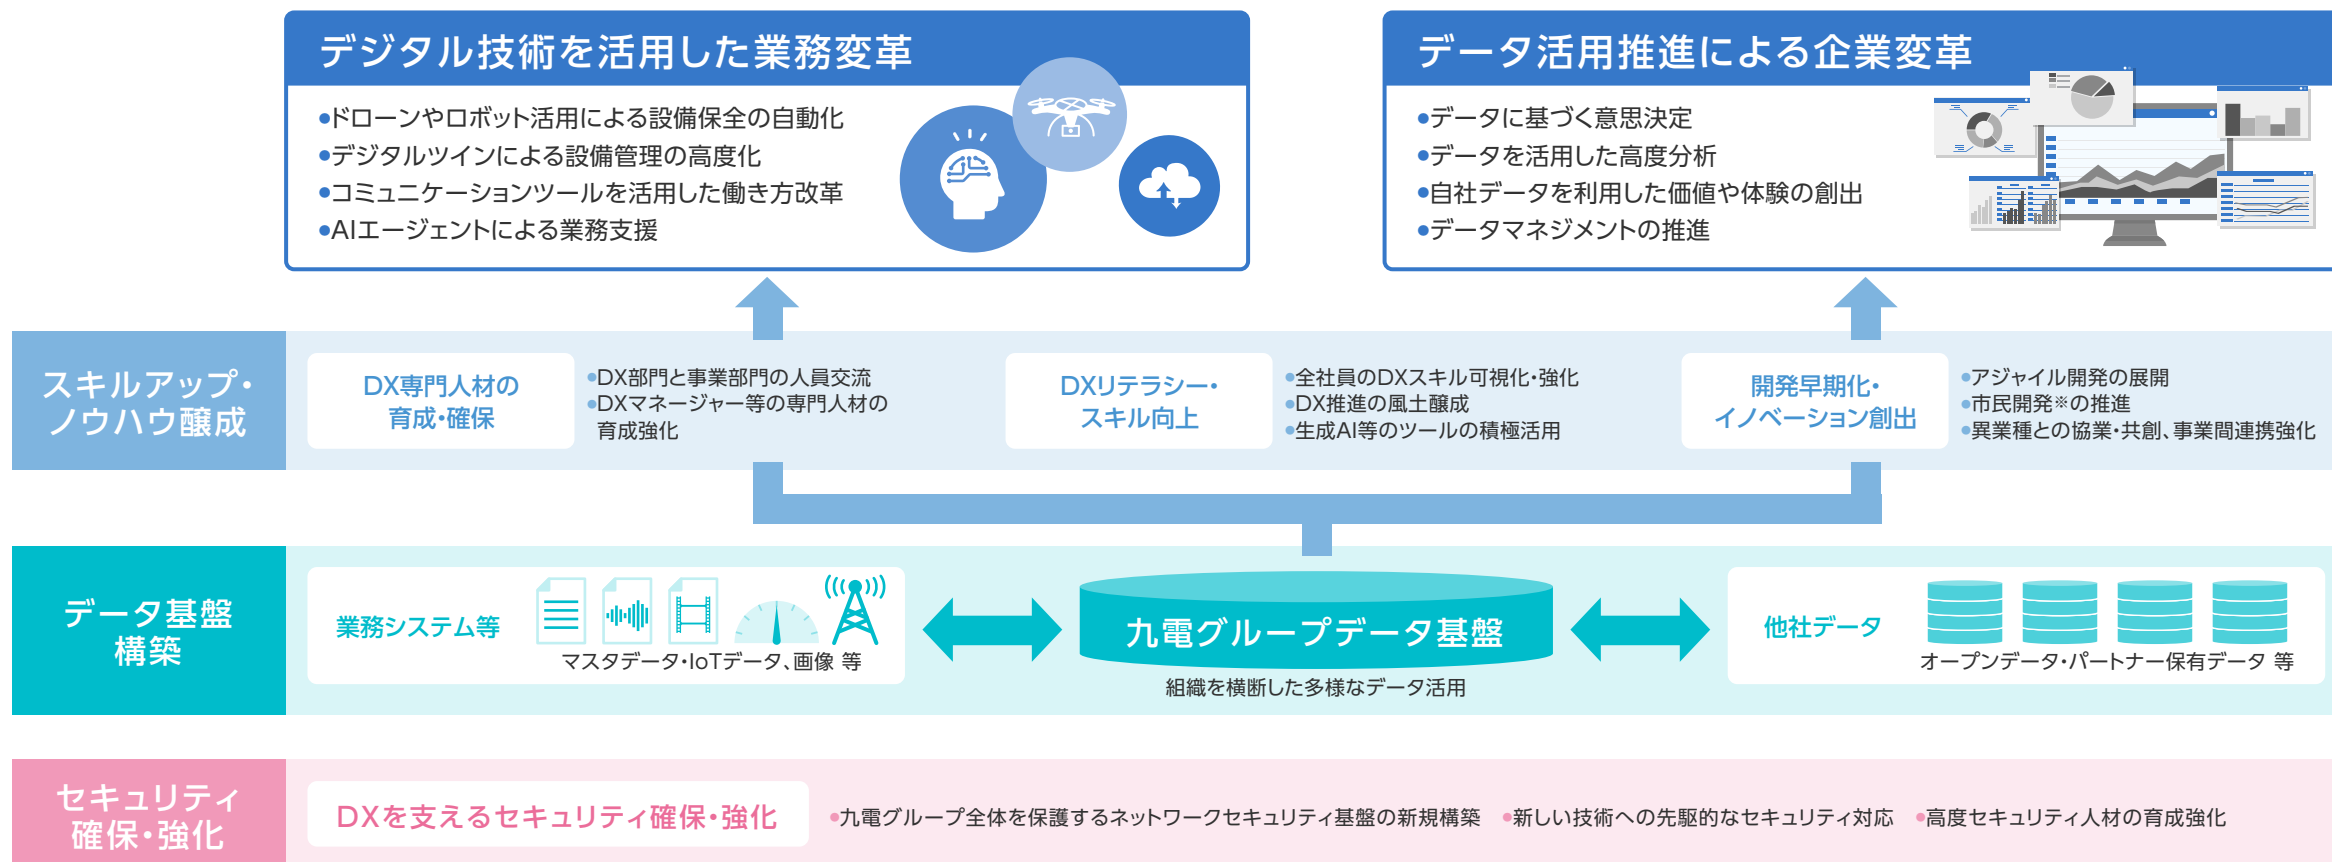 デジタル技術を活用した業務変革
●ドローンやロボット活用による設備保全の自動化
●デジタルツインによる設備管理の高度化
●コミュニケーションツールを活用した働き方改革
●AIエージェントによる業務支援
データ活用推進による企業変革
●データに基づく意思決定
●データを活用した高度分析
●自社データを利用した価値や体験の創出
●データマネジメントの推進
スキルアップ・
ノウハウ醸成
DX専門人材の
育成・確保
●DX部門と事業部門の人員交流
●DXマネージャー等の専門人材の
育成強化
DXリテラシー・
スキル向上
●全社員のDXスキル可視化・強化
●DX推進の風土醸成
●生成AI等のツールの積極活用
開発早期化・
イノベーション創出
●アジャイル開発の展開
●市民開発※の推進
●異業種との協業・共創、事業間連携強化
データ基盤
構築
業務システム等
マスタデータ・IoTデータ、画像 等
九電グループデータ基盤
組織を横断した多様なデータ活用
他社データ
オープンデータ・パートナー保有データ 等
セキュリティ
確保・強化
DXを支えるセキュリティ確保・強化
●九電グループ全体を保護するネットワークセキュリティ基盤の新規構築 ●新しい技術への先駆的なセキュリティ対応 ●高度セキュリティ人材の育成強化